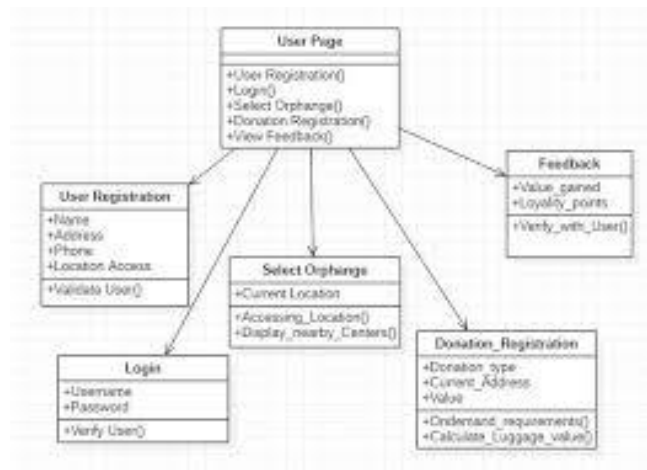 User Page
+User Registration()
+Login()
+Select Orphange()
+Donation Registration()
+View Feedback()
Feedback
+Value_gained
+Loyality_points
+Verify_with_User()
User Registration
+Name
+Address
+Phone
+Location Access
+Validate User()
Select Orphange
+Current Location
+Accessing_Location()
+Display_nearby_Centers()
Donation_Registration
+Donation_type
+Current_Address
+Value
+Ondemand_requirements()
+Calculate_Luggage_value()
Login
+Username
+Password
+Verify User()